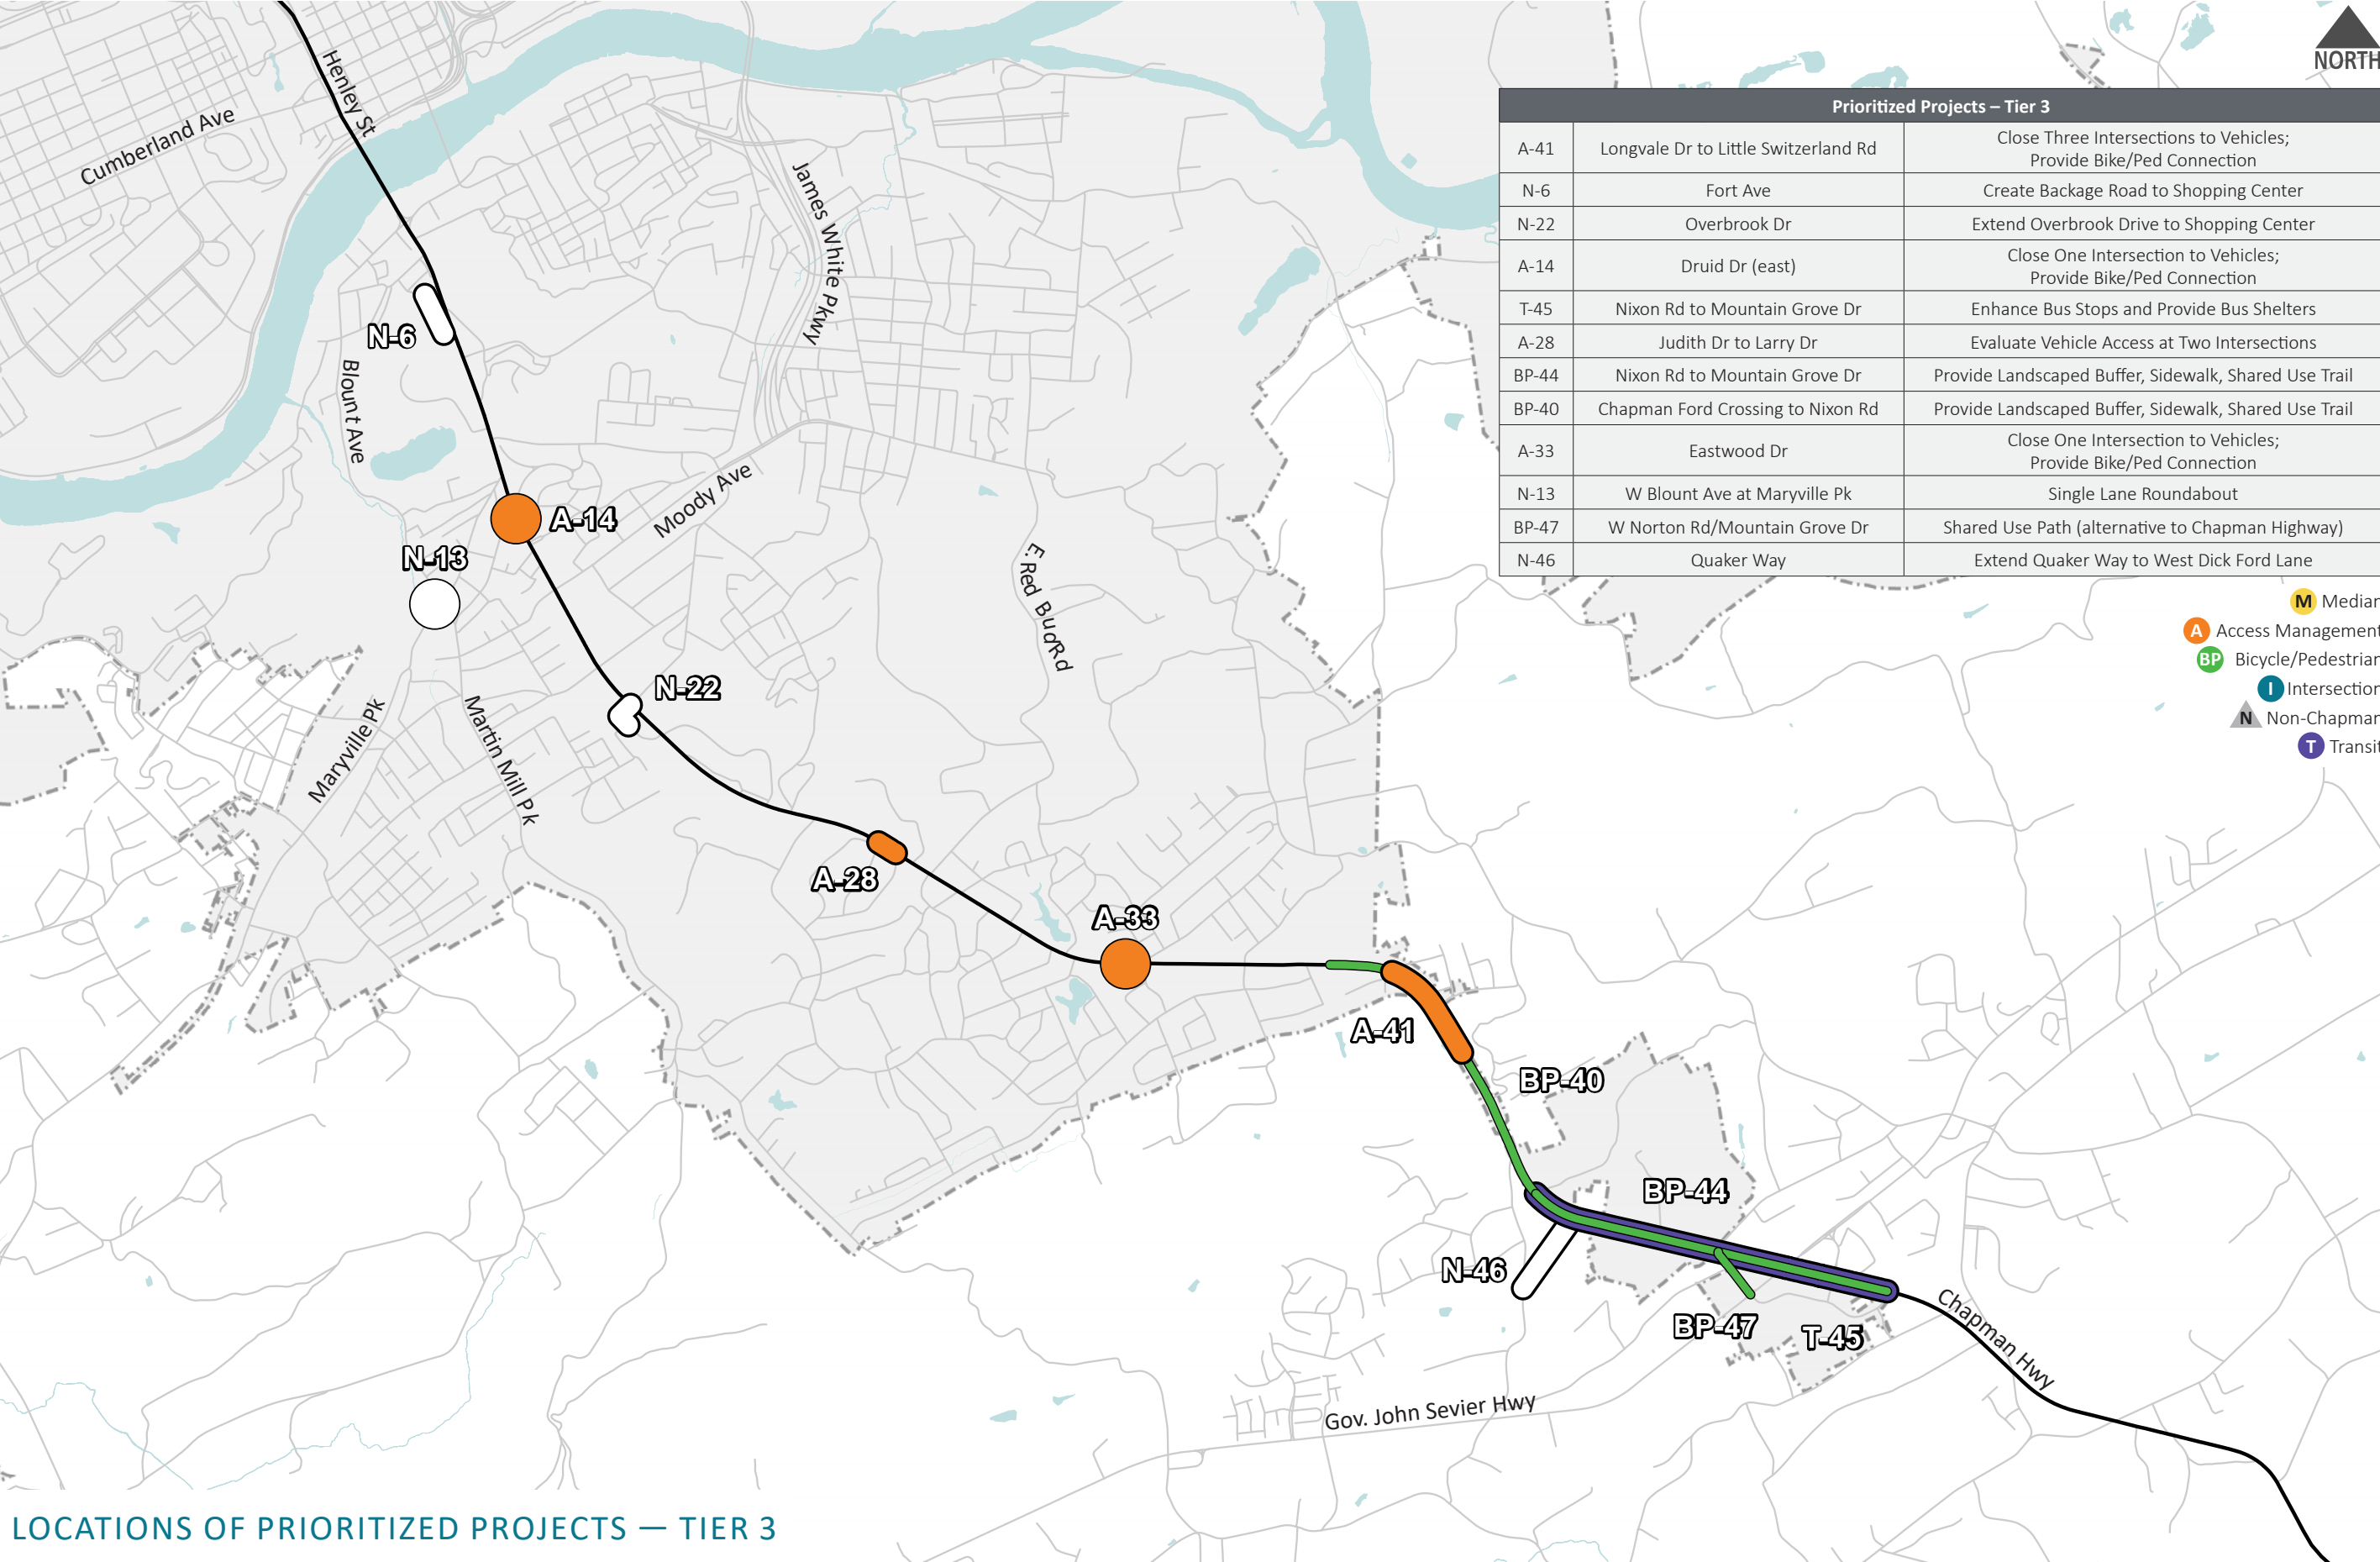 NORTH
Henley St
Cumberland Ave
James White Pkwy
Prioritized Projects – Tier 3
A-41 Longvale Dr to Little Switzerland Rd Close Three Intersections to Vehicles;
Provide Bike/Ped Connection
N-6 Fort Ave Create Backage Road to Shopping Center
N-22 Overbrook Dr Extend Overbrook Drive to Shopping Center
A-14 Druid Dr (east) Close One Intersection to Vehicles;
Provide Bike/Ped Connection
T-45 Nixon Rd to Mountain Grove Dr Enhance Bus Stops and Provide Bus Shelters
A-28 Judith Dr to Larry Dr Evaluate Vehicle Access at Two Intersections
BP-44 Nixon Rd to Mountain Grove Dr Provide Landscaped Buffer, Sidewalk, Shared Use Trail
BP-40 Chapman Ford Crossing to Nixon Rd Provide Landscaped Buffer, Sidewalk, Shared Use Trail
A-33 Eastwood Dr Close One Intersection to Vehicles;
Provide Bike/Ped Connection
N-13 W Blount Ave at Maryville Pk Single Lane Roundabout
BP-47 W Norton Rd/Mountain Grove Dr Shared Use Path (alternative to Chapman Highway)
N-46 Quaker Way Extend Quaker Way to West Dick Ford Lane
M Median
A Access Management
BP Bicycle/Pedestrian
I Intersection
N Non-Chapman
T Transit
N-6
Blount Ave
Moody Ave
A-14
N-13
E. Red Bud Rd
N-22
Maryville Pk
Martin Mill Pk
A-28
A-33
A-41
BP-40
BP-44
N-46
BP-47
T-45
Chapman Hwy
Gov. John Sevier Hwy
LOCATIONS OF PRIORITIZED PROJECTS — TIER 3